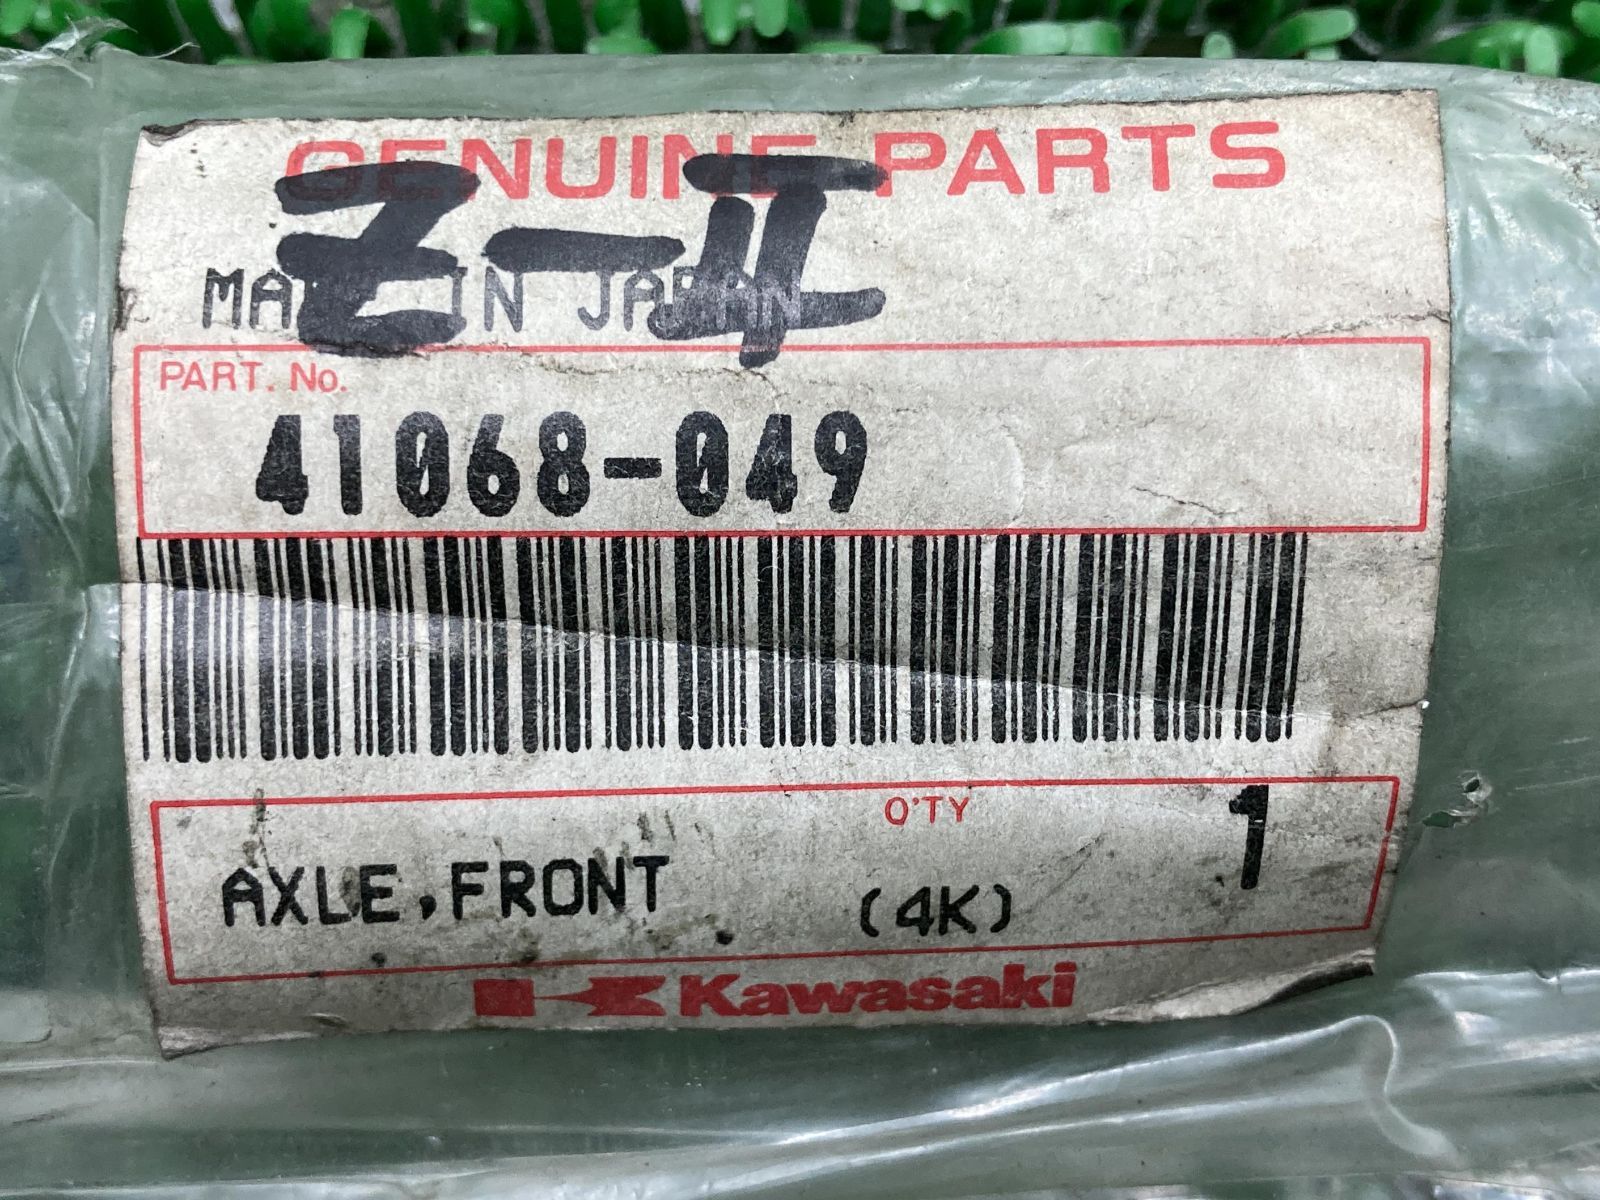 GENUINE PARTS
Z-II
MADE IN JAPAN
PART. No.
41068-049
Q'TY
1
AXLE,FRONT (4K)
Kawasaki